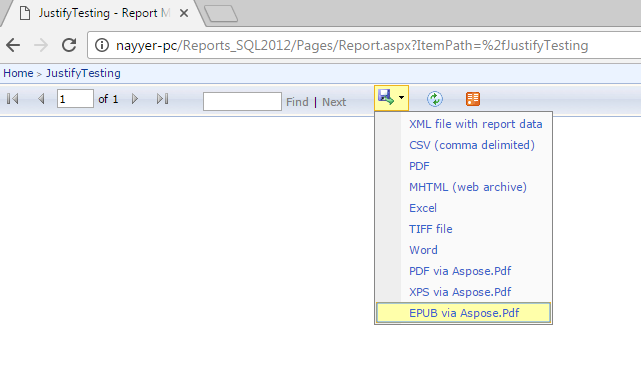 JustifyTesting - Report M
nayyer-pc/Reports_SQL2012/Pages/Report.aspx?ItemPath=%2fJustifyTesting
Home > JustifyTesting
1 of 1 Find | Next
XML file with report data
CSV (comma delimited)
PDF
MHTML (web archive)
Excel
TIFF file
Word
PDF via Aspose.Pdf
XPS via Aspose.Pdf
EPUB via Aspose.Pdf